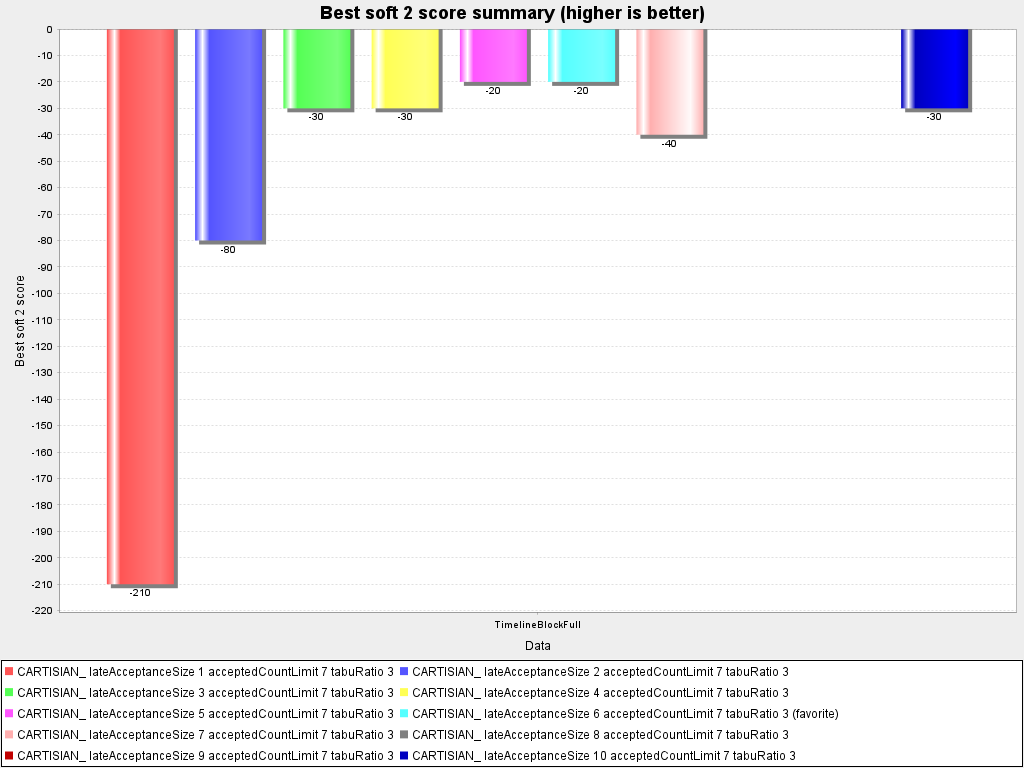 Best soft 2 score summary (higher is better)
0
-10
-20
-30
-40
-50
-60
-70
-80
-90
-100
-110
-120
-130
-140
-150
-160
-170
-180
-190
-200
-210
-220
Best soft 2 score
-210
-80
-30
-30
-20
-20
-40
-30
TimelineBlockFull
Data
CARTISIAN_ lateAcceptanceSize 1 acceptedCountLimit 7 tabuRatio 3
CARTISIAN_ lateAcceptanceSize 2 acceptedCountLimit 7 tabuRatio 3
CARTISIAN_ lateAcceptanceSize 3 acceptedCountLimit 7 tabuRatio 3
CARTISIAN_ lateAcceptanceSize 4 acceptedCountLimit 7 tabuRatio 3
CARTISIAN_ lateAcceptanceSize 5 acceptedCountLimit 7 tabuRatio 3
CARTISIAN_ lateAcceptanceSize 6 acceptedCountLimit 7 tabuRatio 3 (favorite)
CARTISIAN_ lateAcceptanceSize 7 acceptedCountLimit 7 tabuRatio 3
CARTISIAN_ lateAcceptanceSize 8 acceptedCountLimit 7 tabuRatio 3
CARTISIAN_ lateAcceptanceSize 9 acceptedCountLimit 7 tabuRatio 3
CARTISIAN_ lateAcceptanceSize 10 acceptedCountLimit 7 tabuRatio 3